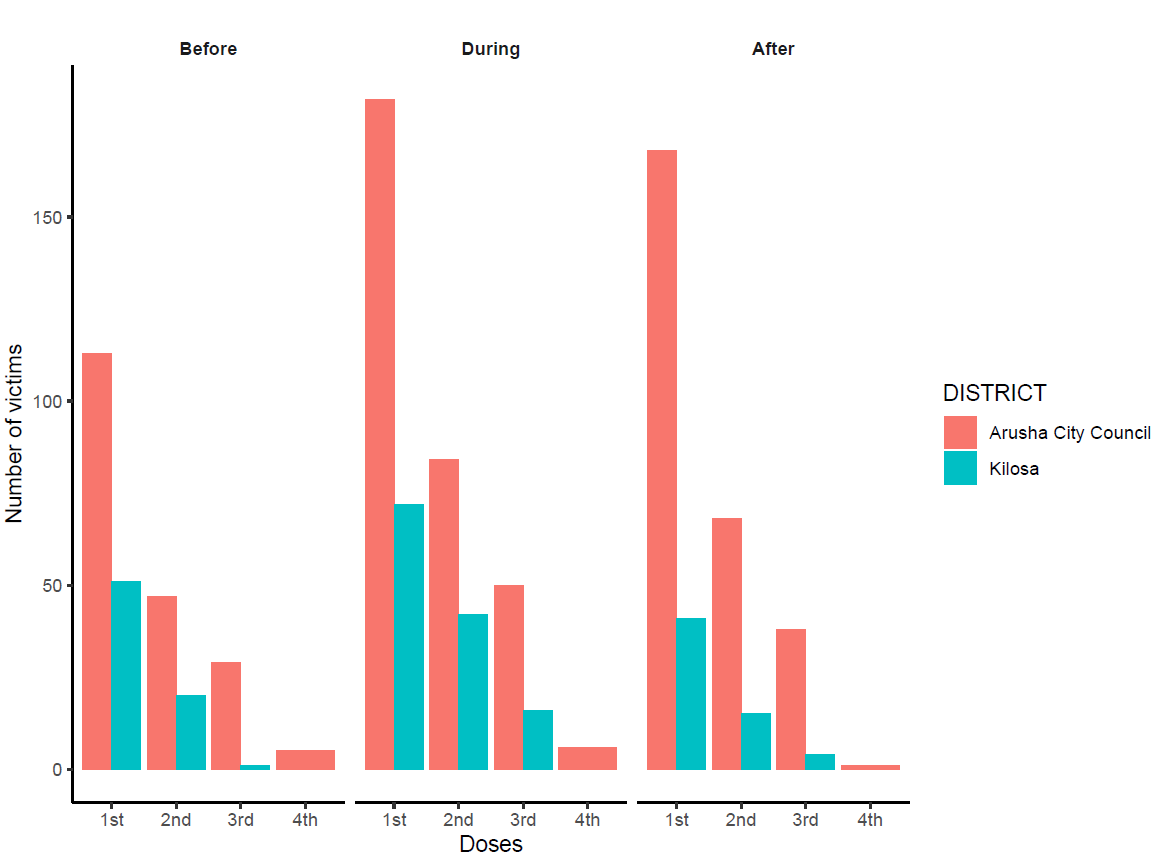 Before During After
Number of victims
150
100
50
0
1st 2nd 3rd 4th 1st 2nd 3rd 4th 1st 2nd 3rd 4th
Doses
DISTRICT
Arusha City Council
Kilosa